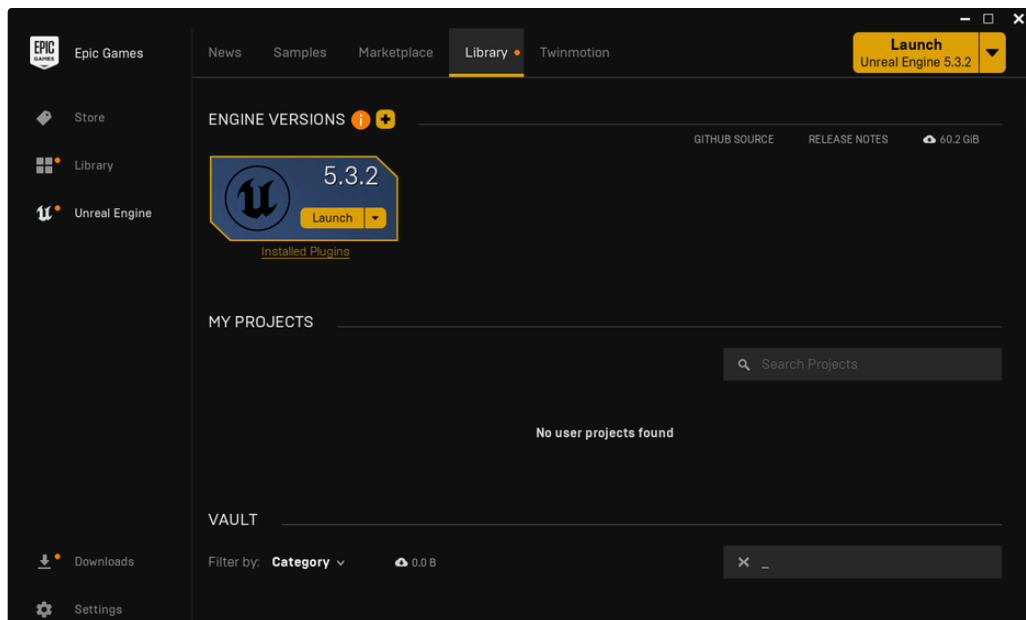 EPIC GAMES
Epic Games
Store
Library
Unreal Engine
Downloads
Settings
News Samples Marketplace Library Twinmotion
Launch
Unreal Engine 5.3.2
ENGINE VERSIONS
GITHUB SOURCE RELEASE NOTES 60.2 GiB
5.3.2
Launch
Installed Plugins
MY PROJECTS
Search Projects
No user projects found
VAULT
Filter by: Category 0.0 B
_